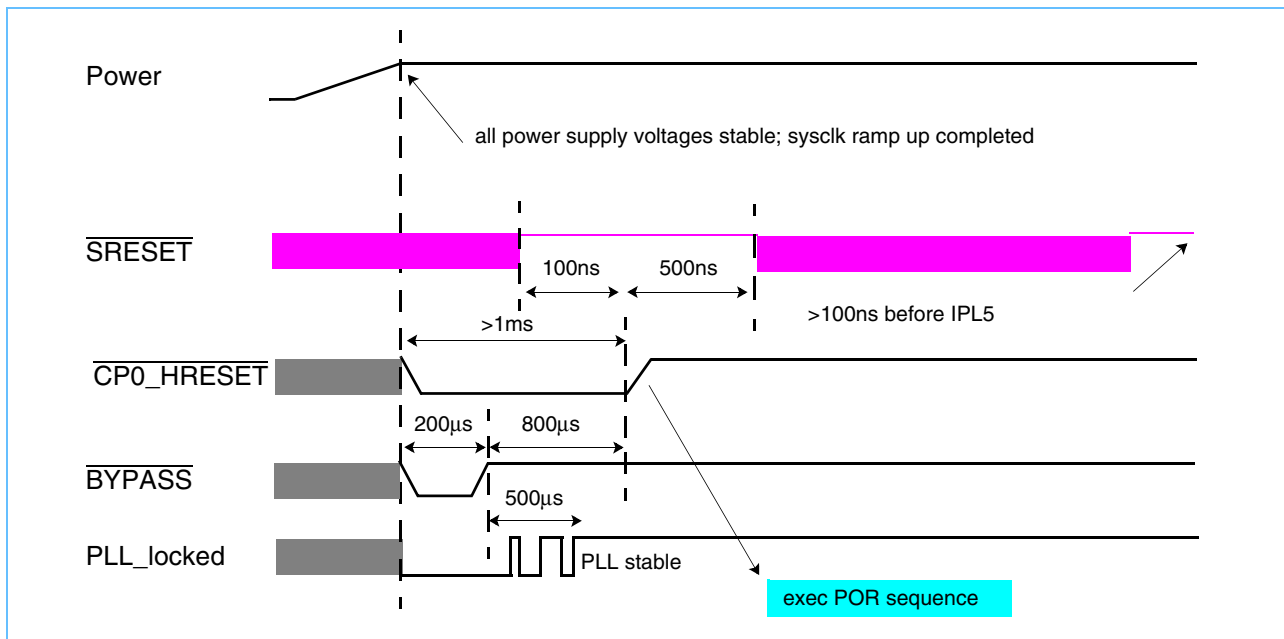 Power
all power supply voltages stable; sysclk ramp up completed
SRESET
100ns
500ns
>100ns before IPL5
>1ms
CP0_HRESET
200μs
800μs
BYPASS
500μs
PLL_locked
PLL stable
exec POR sequence